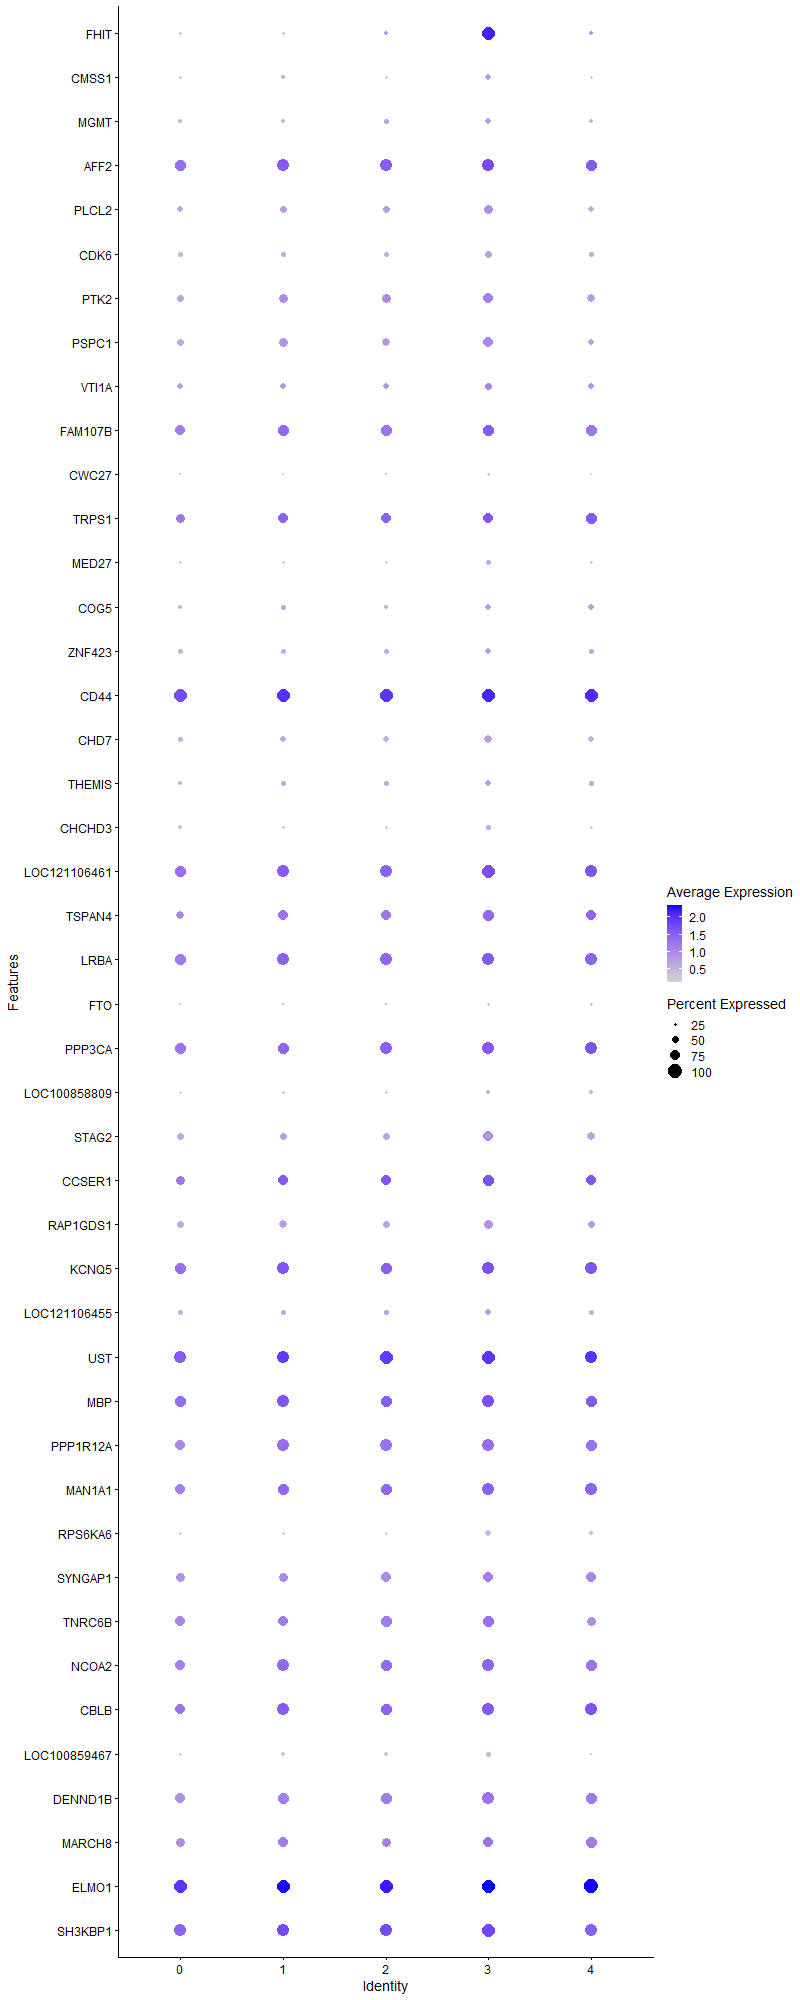 FHIT
CMSS1
MGMT
AFF2
PLCL2
CDK6
PTK2
PSPC1
VTI1A
FAM107B
CWC27
TRPS1
MED27
COG5
ZNF423
CD44
CHD7
THEMIS
CHCHD3
LOC121106461
TSPAN4
LRBA
FTO
PPP3CA
LOC100858809
STAG2
CCSER1
RAP1GDS1
KCNQ5
LOC121106455
UST
MBP
PPP1R12A
MAN1A1
RPS6KA6
SYNGAP1
TNRC6B
NCOA2
CBLB
LOC100859467
DENND1B
MARCH8
ELMO1
SH3KBP1
Features
0 1 2 3 4
Identity
Average Expression
2.0
1.5
1.0
0.5
Percent Expressed
25
50
75
100